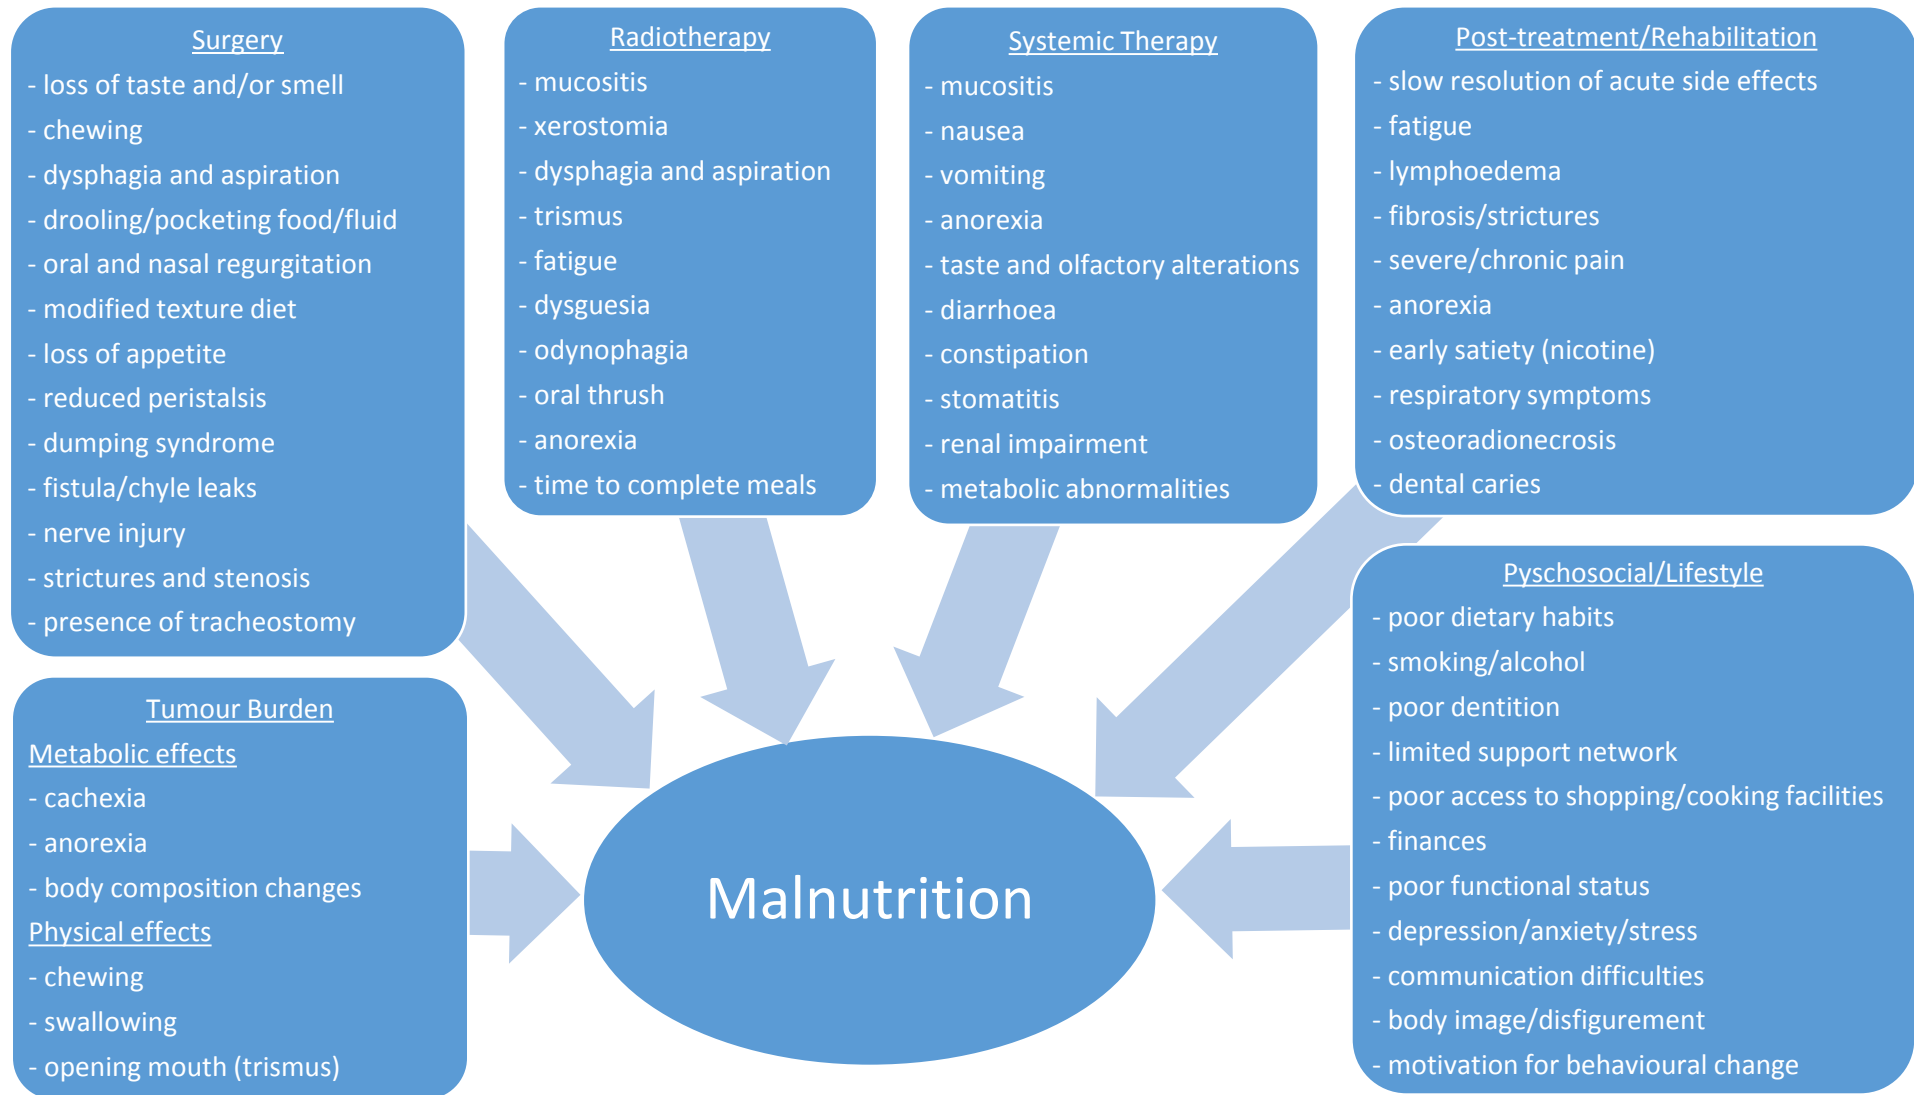 Surgery
- loss of taste and/or smell
- chewing
- dysphagia and aspiration
- drooling/pocketing food/fluid
- oral and nasal regurgitation
- modified texture diet
- loss of appetite
- reduced peristalsis
- dumping syndrome
- fistula/chyle leaks
- nerve injury
- strictures and stenosis
- presence of tracheostomy
Radiotherapy
- mucositis
- xerostomia
- dysphagia and aspiration
- trismus
- fatigue
- dysguesia
- odynophagia
- oral thrush
- anorexia
- time to complete meals
Systemic Therapy
- mucositis
- nausea
- vomiting
- anorexia
- taste and olfactory alterations
- diarrhoea
- constipation
- stomatitis
- renal impairment
- metabolic abnormalities
Post-treatment/Rehabilitation
- slow resolution of acute side effects
- fatigue
- lymphoedema
- fibrosis/strictures
- severe/chronic pain
- anorexia
- early satiety (nicotine)
- respiratory symptoms
- osteoradionecrosis
- dental caries
Tumour Burden
Metabolic effects
- cachexia
- anorexia
- body composition changes
Physical effects
- chewing
- swallowing
- opening mouth (trismus)
Malnutrition
Pyschosocial/Lifestyle
- poor dietary habits
- smoking/alcohol
- poor dentition
- limited support network
- poor access to shopping/cooking facilities
- finances
- poor functional status
- depression/anxiety/stress
- communication difficulties
- body image/disfigurement
- motivation for behavioural change